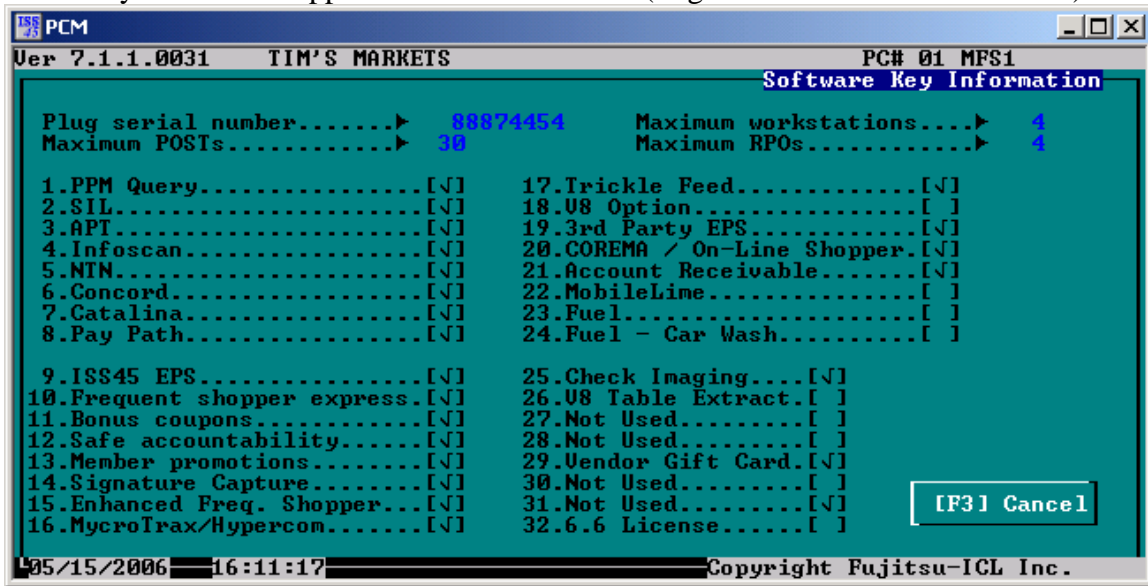 ISS 45 PCM
Ver 7.1.1.0031 TIM'S MARKETS PC# 01 MFS1
Software Key Information
Plug serial number.......► 88874454 Maximum workstations....► 4
Maximum POSTs............► 30 Maximum RPOs............► 4
1.PPM Query................[√] 17.Trickle Feed.............[√]
2.SIL......................[√] 18.V8 Option................[ ]
3.APT......................[√] 19.3rd Party EPS............[√]
4.Infoscan.................[√] 20.COREMA / On-Line Shopper.[√]
5.NTN......................[√] 21.Account Receivable.......[√]
6.Concord..................[√] 22.MobileLime...............[ ]
7.Catalina.................[√] 23.Fuel.....................[ ]
8.Pay Path.................[√] 24.Fuel - Car Wash..........[ ]
9.ISS45 EPS................[√] 25.Check Imaging....[√]
10.Frequent shopper express.[√] 26.V8 Table Extract.[ ]
11.Bonus coupons............[√] 27.Not Used.........[ ]
12.Safe accountability......[√] 28.Not Used.........[ ]
13.Member promotions........[√] 29.Vendor Gift Card.[√]
14.Signature Capture........[√] 30.Not Used.........[ ]
15.Enhanced Freq. Shopper...[√] 31.Not Used.........[√]
16.MycroTrax/Hypercom.......[√] 32.6.6 License......[ ]
[F3] Cancel
05/15/2006 16:11:17 Copyright Fujitsu-ICL Inc.